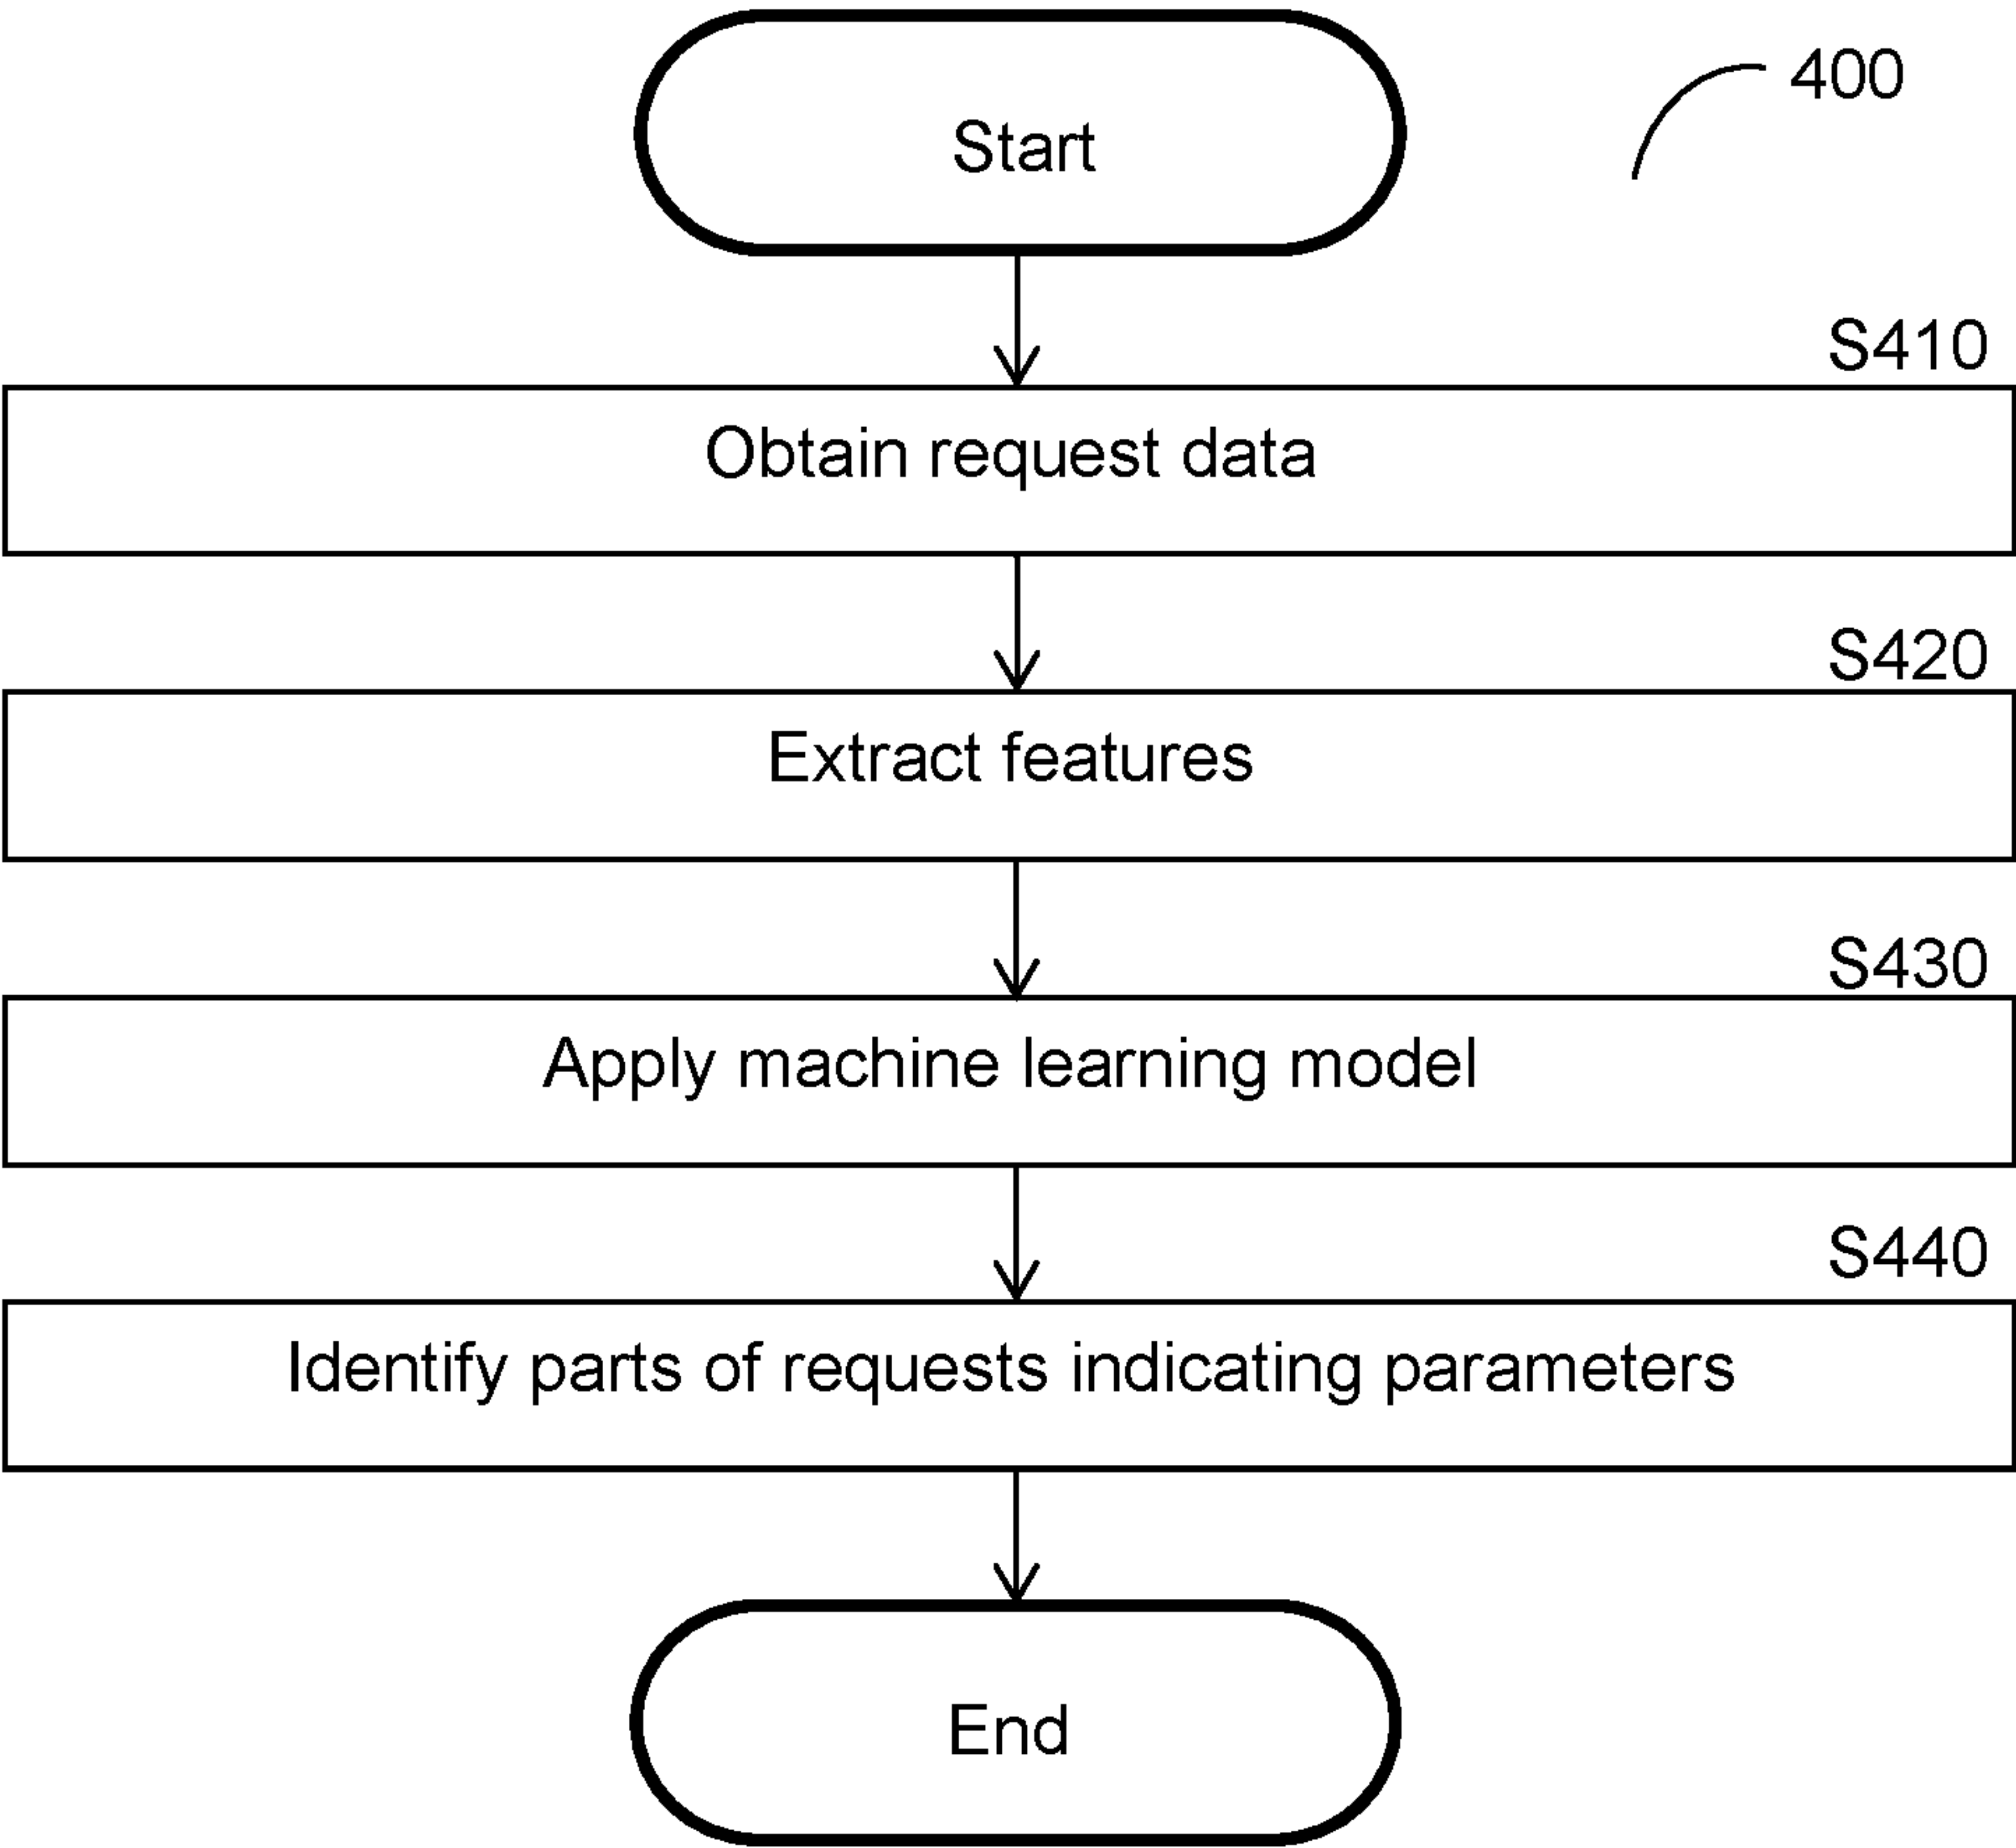 400
Start
S410
Obtain request data
S420
Extract features
S430
Apply machine learning model
S440
Identify parts of requests indicating parameters
End